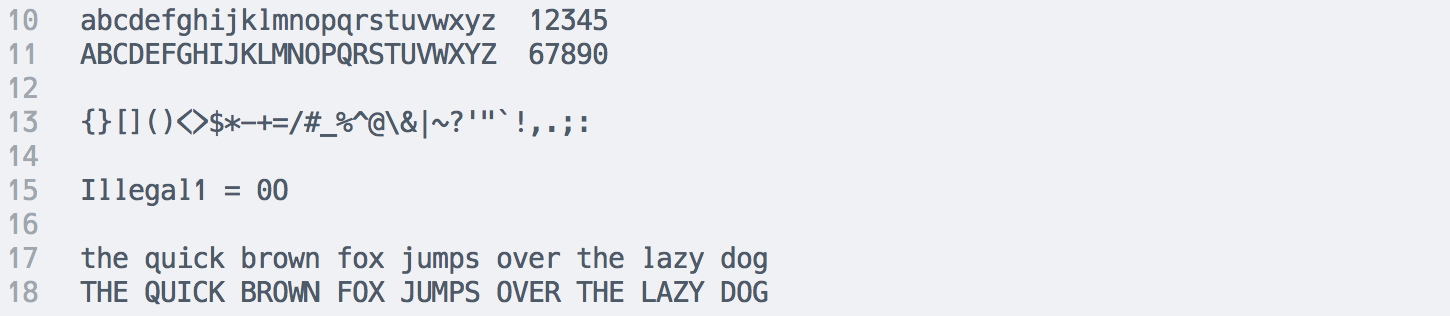 10 abcdefghijklmnopqrstuvwxyz  12345
11 ABCDEFGHIJKLMNOPQRSTUVWXYZ  67890
12
13 {}[]()<>$*-+=/#_%^@\&|~?'"`!,.;:
14
15 Illegal1 = 0O
16
17 the quick brown fox jumps over the lazy dog
18 THE QUICK BROWN FOX JUMPS OVER THE LAZY DOG